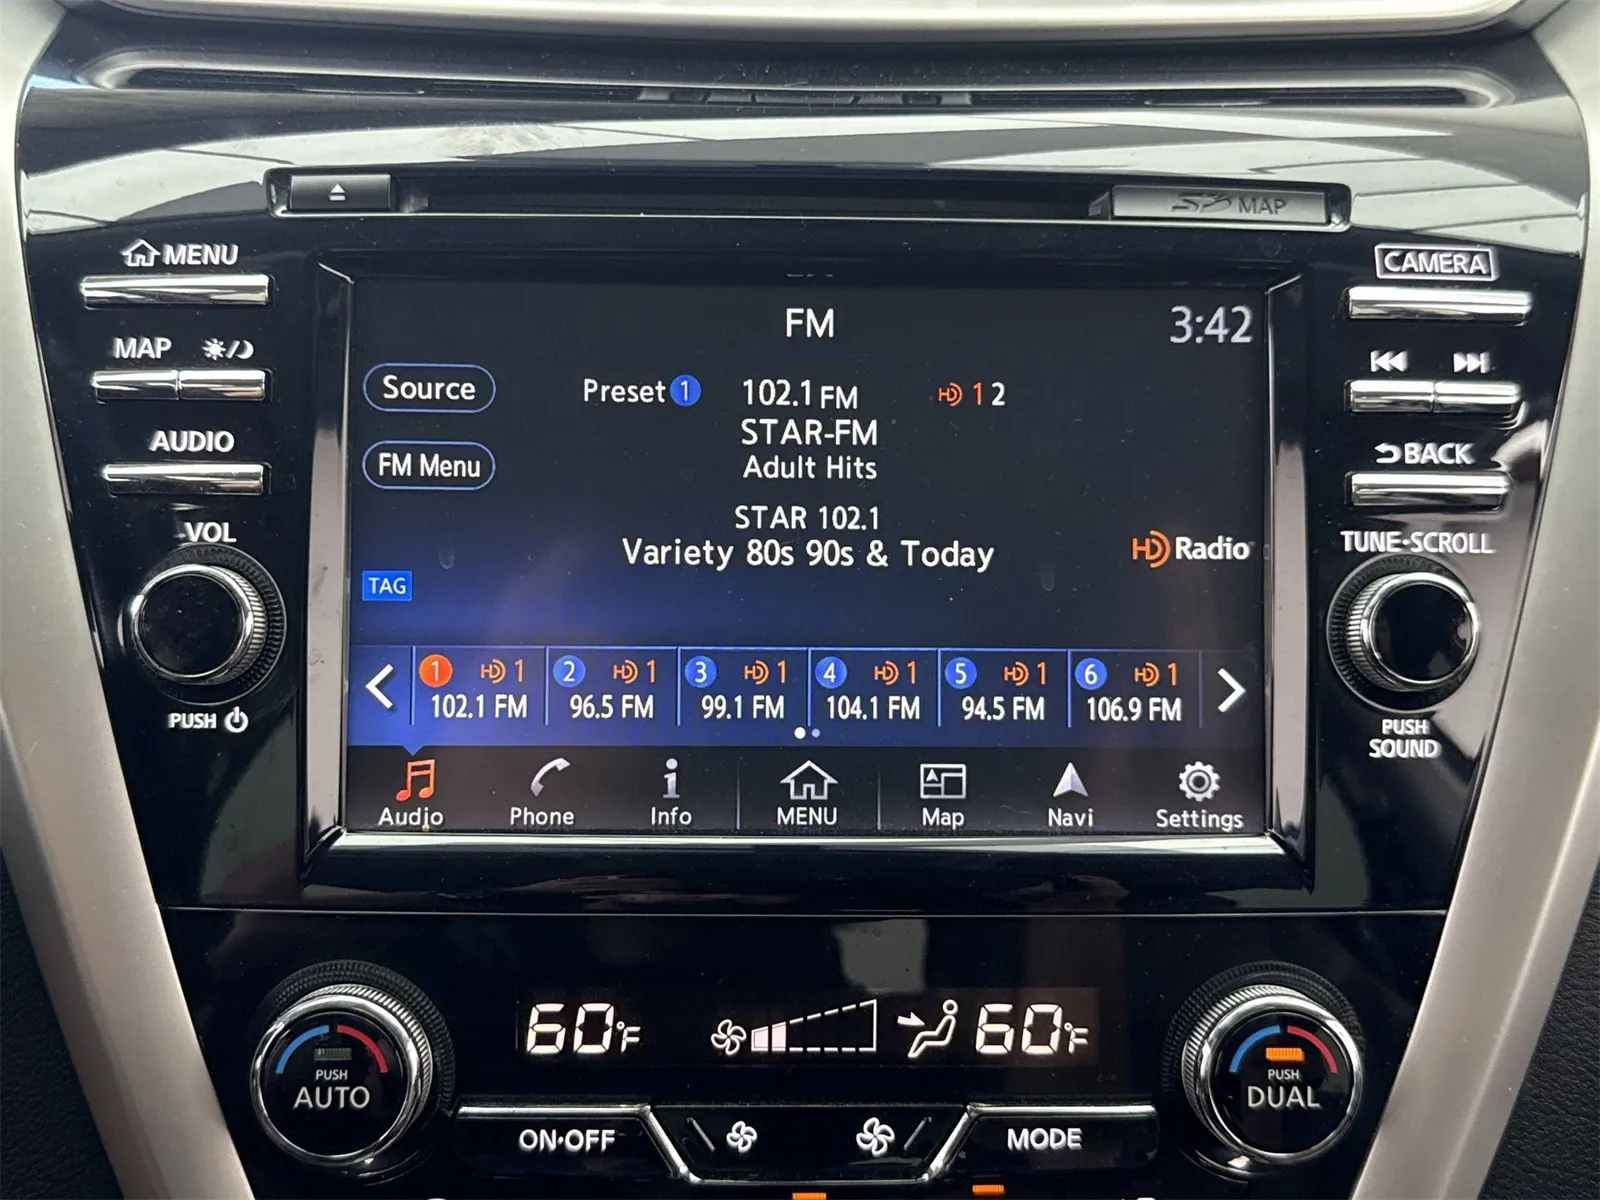 SD MAP
MENU
CAMERA
MAP
AUDIO
BACK
VOL
TUNE·SCROLL
PUSH
PUSH
SOUND
FM
3:42
Source
Preset 1 102.1 FM HD 1 2
STAR-FM
FM Menu
Adult Hits
STAR 102.1
Variety 80s 90s & Today
HD Radio
TAG
1 HD 1 2 HD 1 3 HD 1 4 HD 1 5 HD 1 6 HD 1
102.1 FM 96.5 FM 99.1 FM 104.1 FM 94.5 FM 106.9 FM
Audio Phone Info MENU Map Navi Settings
60°F 60°F
PUSH
AUTO
PUSH
DUAL
ON·OFF
MODE